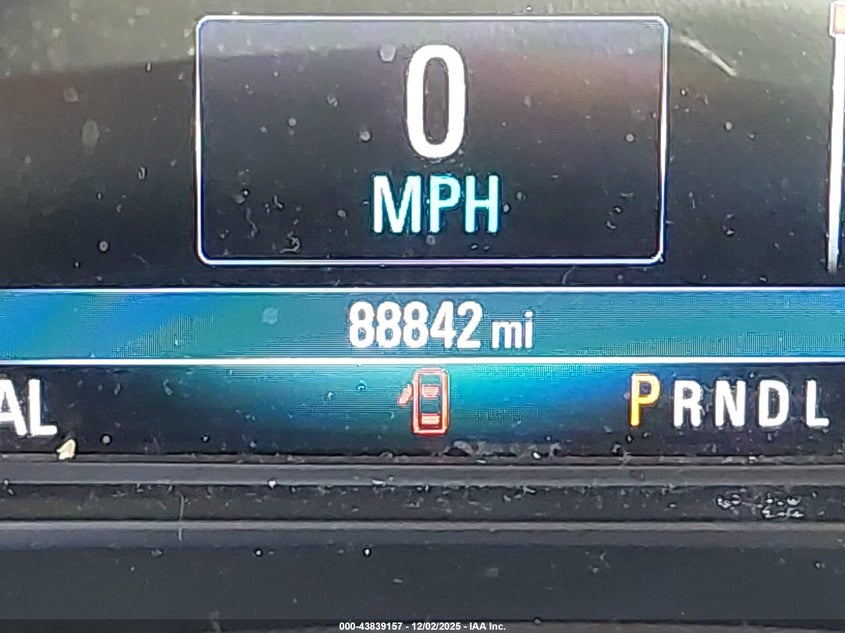 0
MPH
88842 mi
AL
PRNDL
000-43839157 - 12/02/2025 - IAA Inc.